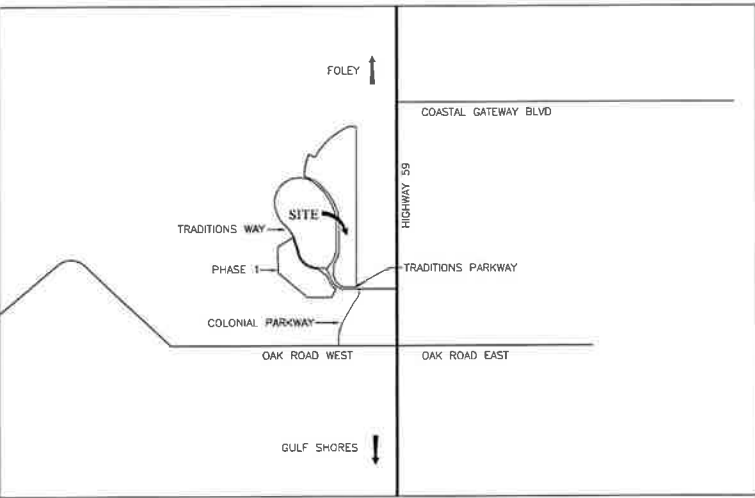 FOLEY
COASTAL GATEWAY BLVD
HIGHWAY 59
SITE
TRADITIONS WAY
PHASE 1
TRADITIONS PARKWAY
COLONIAL PARKWAY
OAK ROAD WEST
OAK ROAD EAST
GULF SHORES